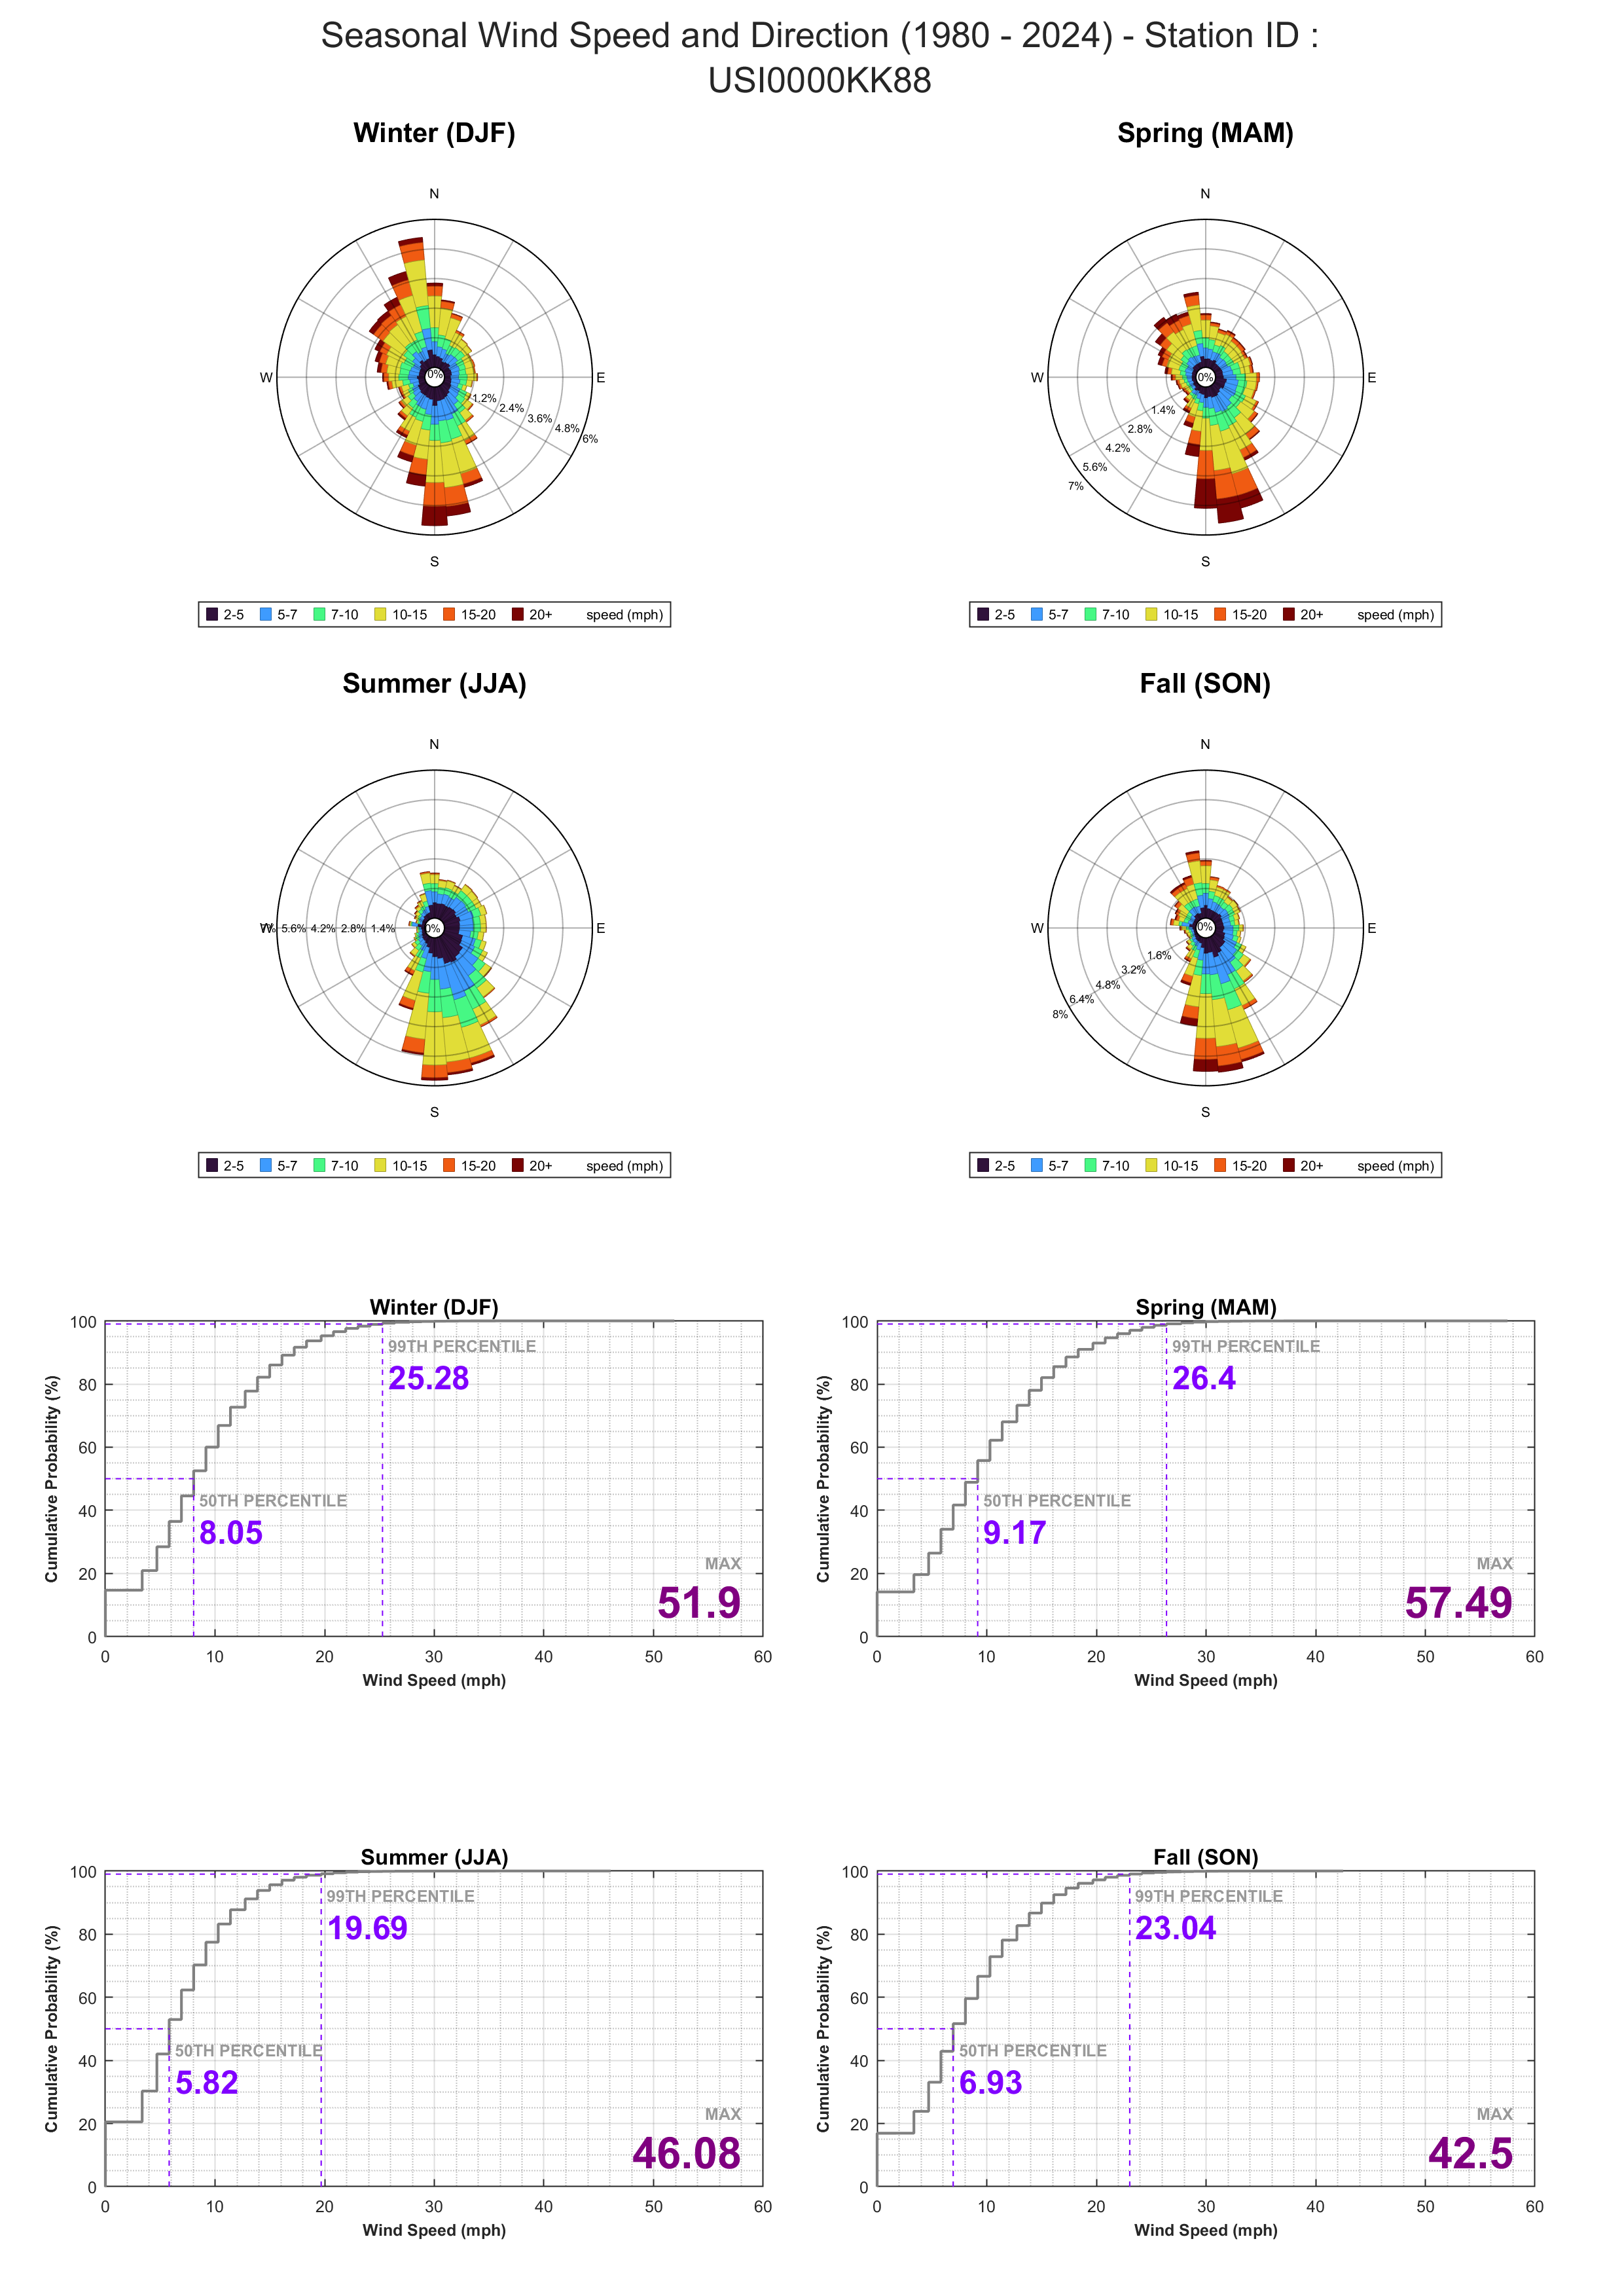 Seasonal Wind Speed and Direction (1980 - 2024) - Station ID :
USI0000KK88
Winter (DJF)
N
W
E
S
0%
1.2%
2.4%
3.6%
4.8%
6%
2-5 5-7 7-10 10-15 15-20 20+ speed (mph)
Spring (MAM)
N
W
E
S
0%
1.4%
2.8%
4.2%
5.6%
7%
2-5 5-7 7-10 10-15 15-20 20+ speed (mph)
Summer (JJA)
N
W
7% 5.6% 4.2% 2.8% 1.4% 0%
E
S
2-5 5-7 7-10 10-15 15-20 20+ speed (mph)
Fall (SON)
N
W
E
S
0%
1.6%
3.2%
4.8%
6.4%
8%
2-5 5-7 7-10 10-15 15-20 20+ speed (mph)
Winter (DJF)
Cumulative Probability (%)
100
80
60
40
20
0
99TH PERCENTILE
25.28
50TH PERCENTILE
8.05
MAX
51.9
0 10 20 30 40 50 60
Wind Speed (mph)
Spring (MAM)
Cumulative Probability (%)
100
80
60
40
20
0
99TH PERCENTILE
26.4
50TH PERCENTILE
9.17
MAX
57.49
0 10 20 30 40 50 60
Wind Speed (mph)
Summer (JJA)
Cumulative Probability (%)
100
80
60
40
20
0
99TH PERCENTILE
19.69
50TH PERCENTILE
5.82
MAX
46.08
0 10 20 30 40 50 60
Wind Speed (mph)
Fall (SON)
Cumulative Probability (%)
100
80
60
40
20
0
99TH PERCENTILE
23.04
50TH PERCENTILE
6.93
MAX
42.5
0 10 20 30 40 50 60
Wind Speed (mph)